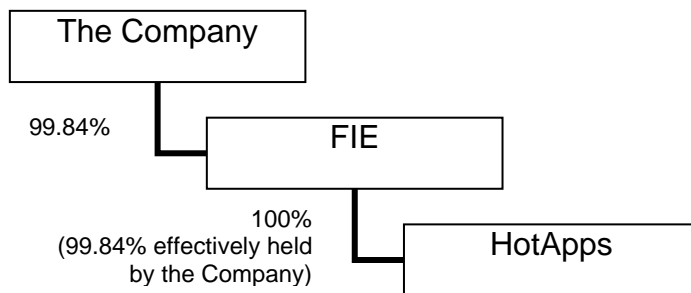 The Company
99.84%
FIE
100%
(99.84% effectively held
by the Company)
HotApps